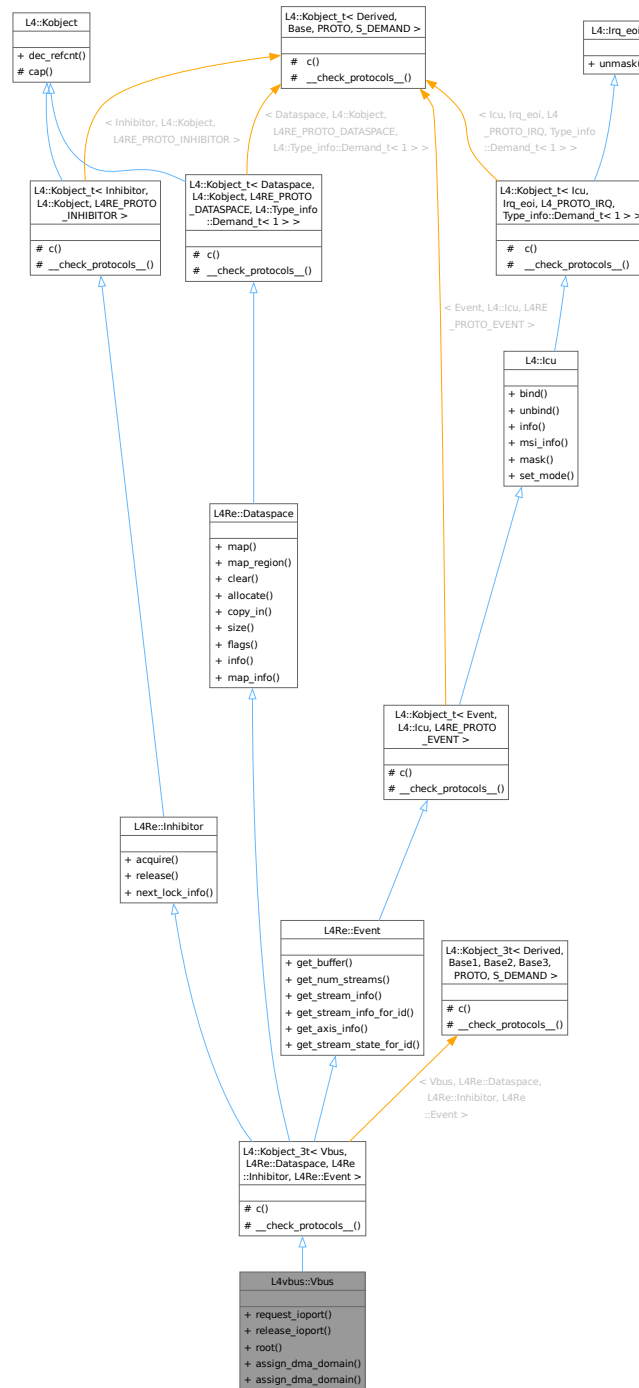 L4::Kobject
+ dec_refcnt()
# cap()
L4::Kobject_t< Derived,
Base, PROTO, S_DEMAND >
# c()
# __check_protocols__()
L4::Irq_eoi
+ unmask()
< Inhibitor, L4::Kobject,
L4RE_PROTO_INHIBITOR >
< Dataspace, L4::Kobject,
L4RE_PROTO_DATASPACE,
L4::Type_info::Demand_t< 1 > >
< Icu, Irq_eoi, L4
_PROTO_IRQ, Type_info
::Demand_t< 1 > >
L4::Kobject_t< Inhibitor,
L4::Kobject, L4RE_PROTO
_INHIBITOR >
# c()
# __check_protocols__()
L4::Kobject_t< Dataspace,
L4::Kobject, L4RE_PROTO
_DATASPACE, L4::Type_info
::Demand_t< 1 > >
# c()
# __check_protocols__()
L4::Kobject_t< Icu,
Irq_eoi, L4_PROTO_IRQ,
Type_info::Demand_t< 1 > >
# c()
# __check_protocols__()
< Event, L4::Icu, L4RE
_PROTO_EVENT >
L4::Icu
+ bind()
+ unbind()
+ info()
+ msi_info()
+ mask()
+ set_mode()
L4Re::Dataspace
+ map()
+ map_region()
+ clear()
+ allocate()
+ copy_in()
+ size()
+ flags()
+ info()
+ map_info()
L4::Kobject_t< Event,
L4::Icu, L4RE_PROTO
_EVENT >
# c()
# __check_protocols__()
L4Re::Inhibitor
+ acquire()
+ release()
+ next_lock_info()
L4Re::Event
+ get_buffer()
+ get_num_streams()
+ get_stream_info()
+ get_stream_info_for_id()
+ get_axis_info()
+ get_stream_state_for_id()
L4::Kobject_3t< Derived,
Base1, Base2, Base3,
PROTO, S_DEMAND >
# c()
# __check_protocols__()
< Vbus, L4Re::Dataspace,
L4Re::Inhibitor, L4Re
::Event >
L4::Kobject_3t< Vbus,
L4Re::Dataspace, L4Re
::Inhibitor, L4Re::Event >
# c()
# __check_protocols__()
L4vbus::Vbus
+ request_ioport()
+ release_ioport()
+ root()
+ assign_dma_domain()
+ assign_dma_domain()